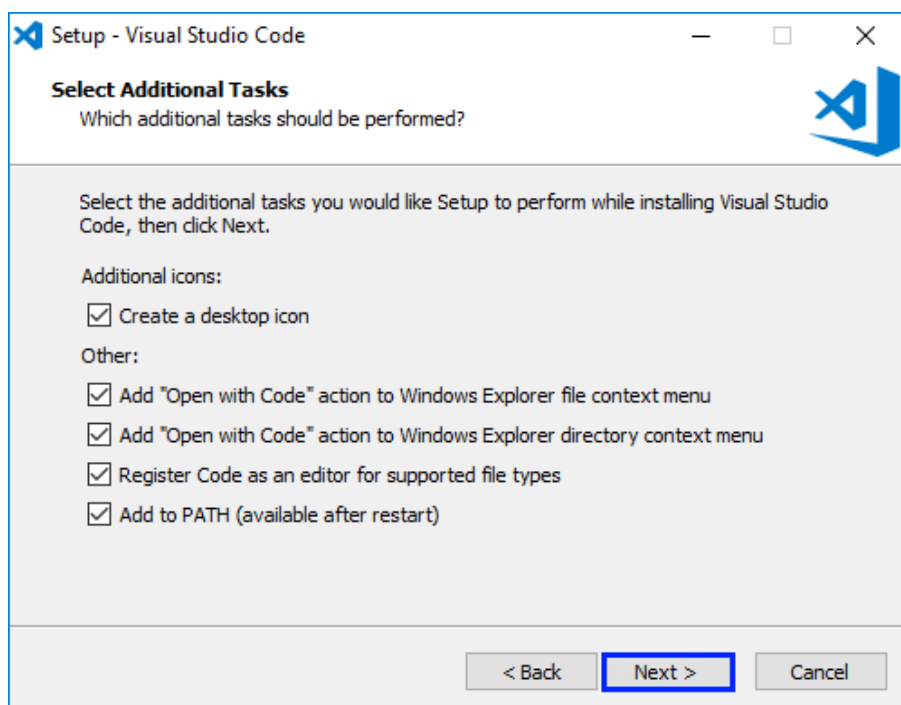 Setup - Visual Studio Code
Select Additional Tasks
Which additional tasks should be performed?
Select the additional tasks you would like Setup to perform while installing Visual Studio
Code, then click Next.
Additional icons:
Create a desktop icon
Other:
Add "Open with Code" action to Windows Explorer file context menu
Add "Open with Code" action to Windows Explorer directory context menu
Register Code as an editor for supported file types
Add to PATH (available after restart)
< Back Next > Cancel